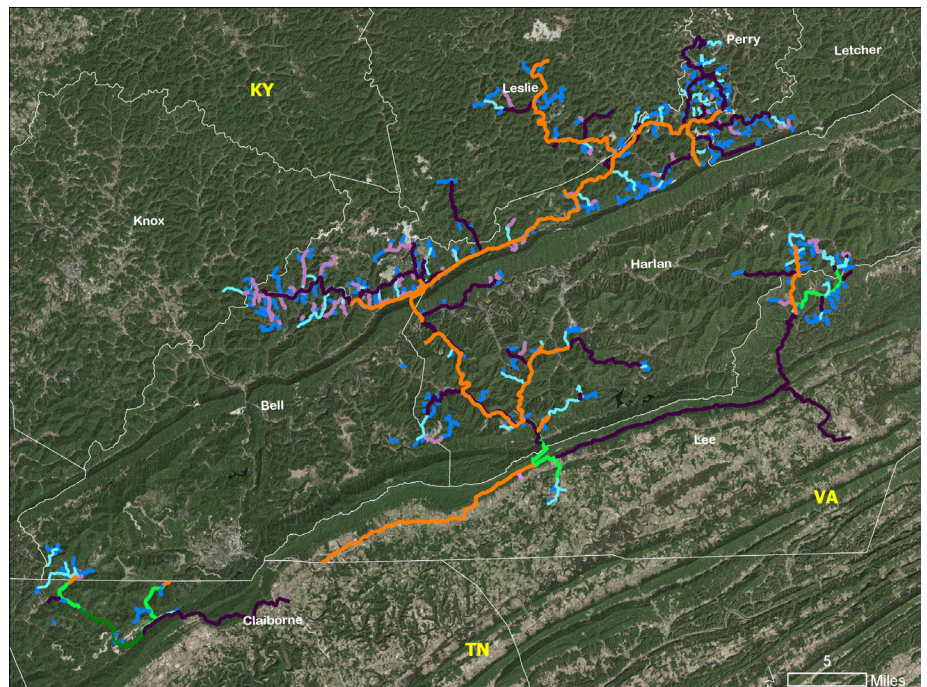 Perry
Letcher
KY
Leslie
Knox
Harlan
Bell
Lee
VA
Claiborne
TN
5
Miles